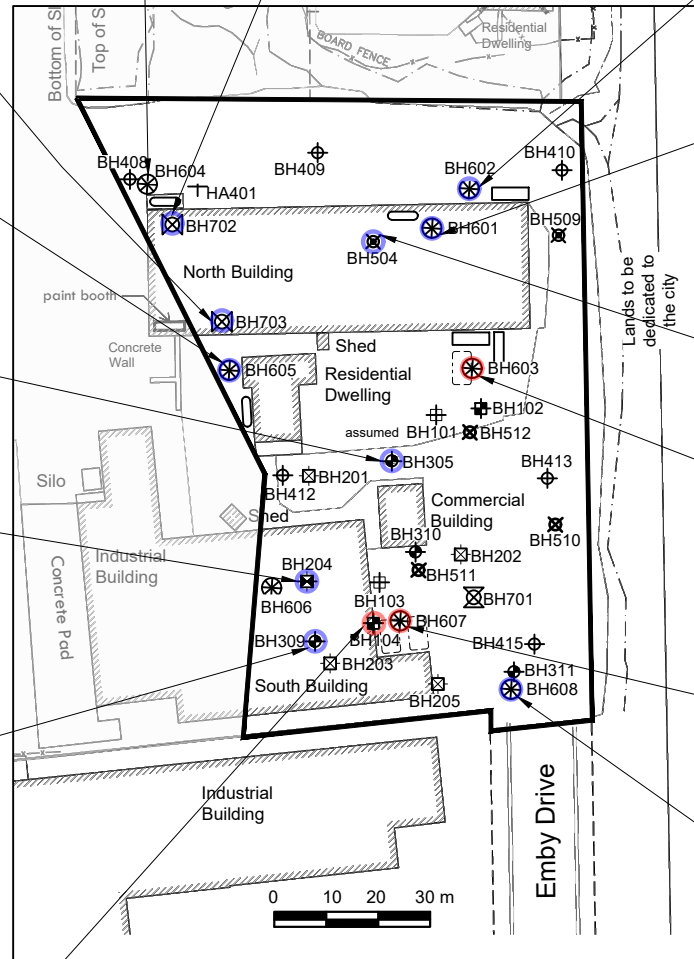 Bottom of Sl
Top of S
Residential
Dwelling
BOARD FENCE
BH408
BH604
HA401
BH409
BH602
BH410
BH702
BH601
BH504
BH509
North Building
Lands to be
dedicated to
the city
paint booth
BH703
Concrete
Wall
Shed
BH605
Residential
Dwelling
BH603
BH102
BH101
assumed
BH512
BH305
BH412
BH201
BH413
Silo
Shed
Commercial
Building
BH510
Industrial
Building
Concrete Pad
BH310
BH202
BH511
BH204
BH606
BH103
BH701
BH607
BH104
BH309
BH415
BH203
BH311
South Building
BH205
BH608
Industrial
Building
Emby Drive
0 10 20 30 m